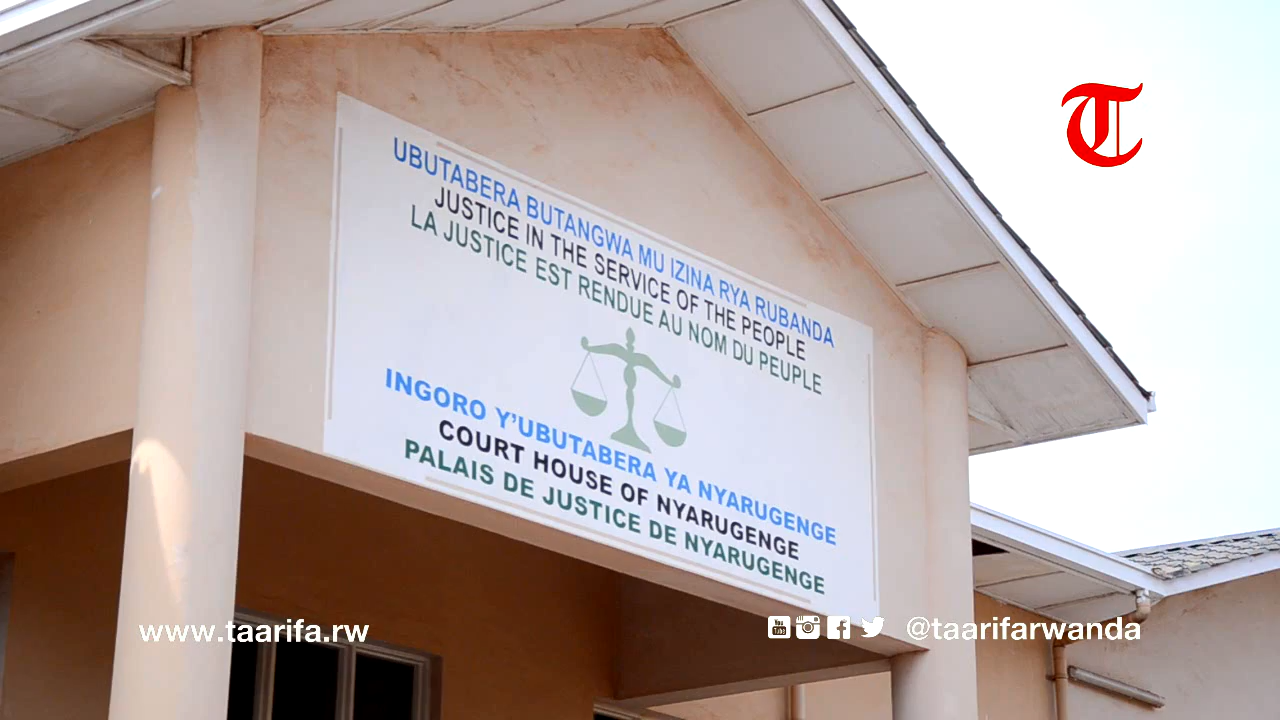 T
UBUTABERA BUTANGWA MU IZINA RYA RUBANDA
JUSTICE IN THE SERVICE OF THE PEOPLE
LA JUSTICE EST RENDUE AU NOM DU PEUPLE
INGORO Y'UBUTABERA YA NYARUGENGE
COURT HOUSE OF NYARUGENGE
PALAIS DE JUSTICE DE NYARUGENGE
www.taarifa.rw
You Tube
@taarifarwanda